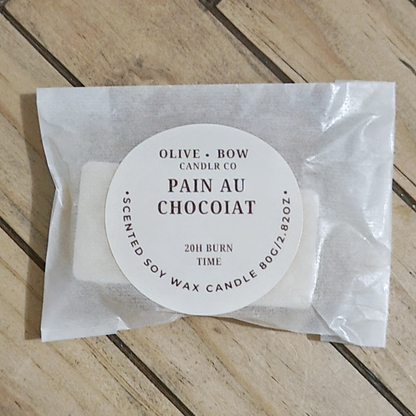 OLIVE • BOW
CANDLR CO
PAIN AU
CHOCOIAT
20H BURN
TIME
•SCENTED SOY WAX CANDLE 80G/2.82OZ•